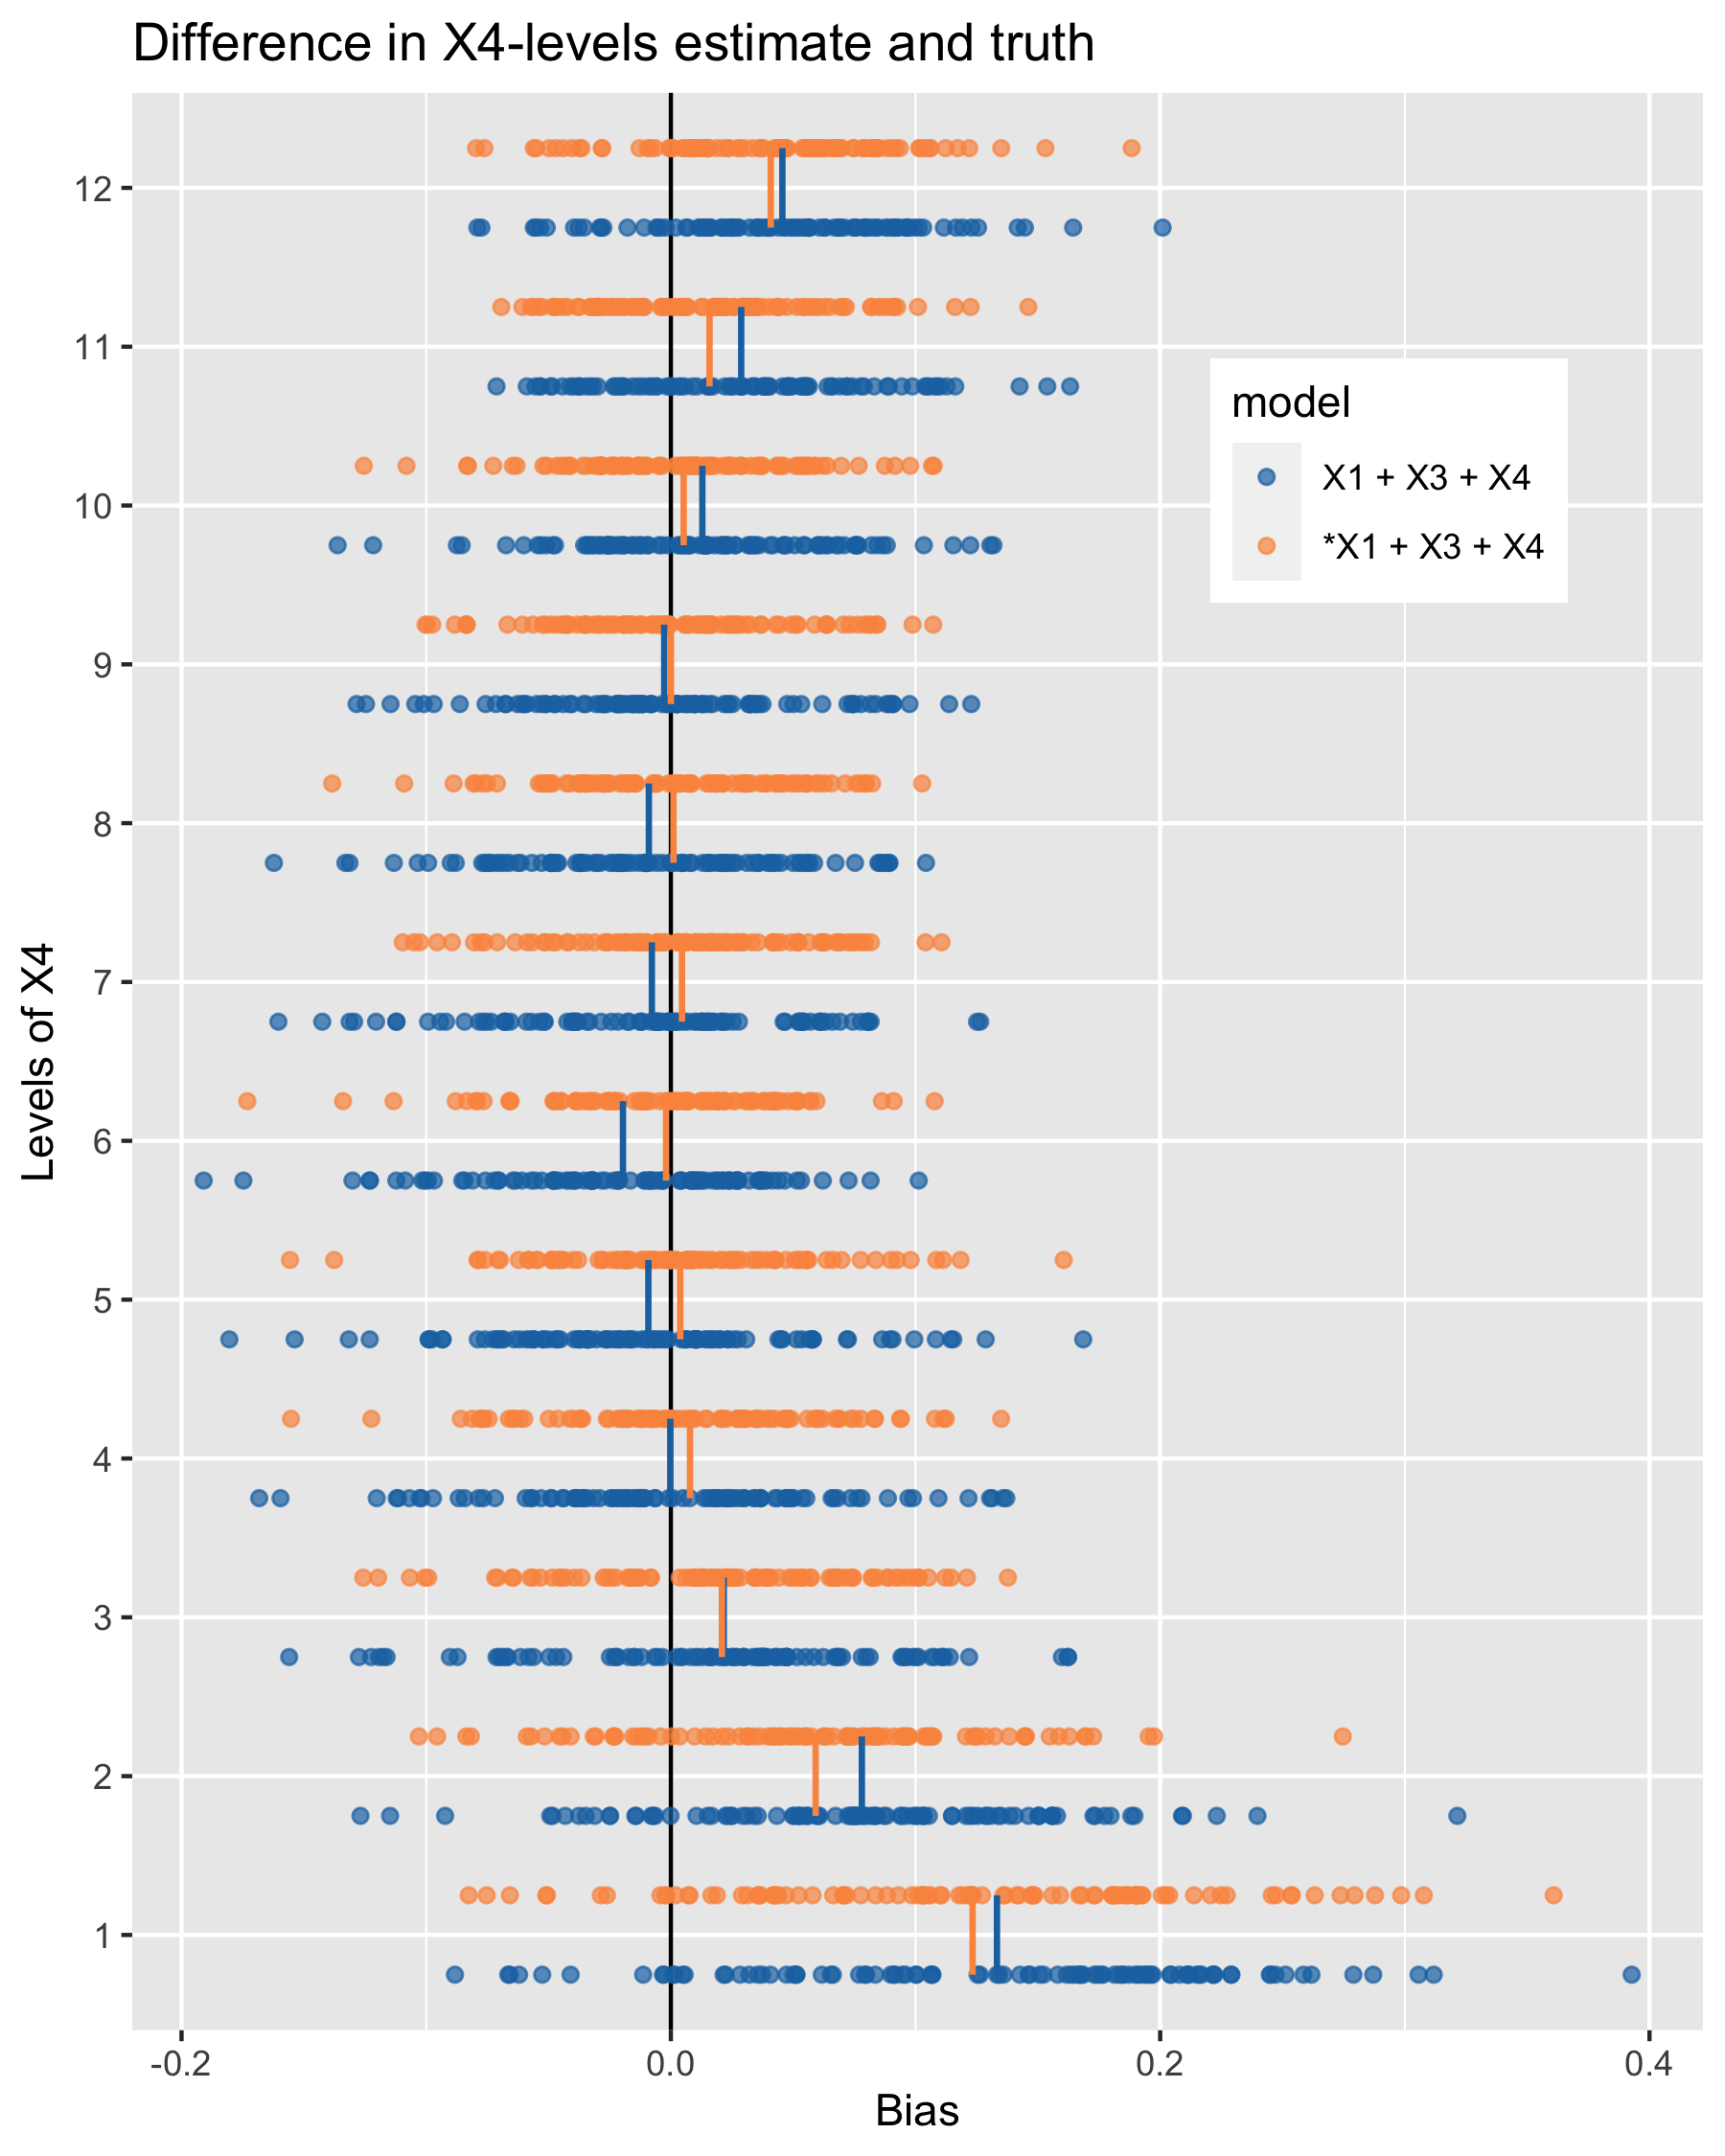 Difference in X4-levels estimate and truth
12
11
10
9
8
7
6
5
4
3
2
1
Levels of X4
model
X1 + X3 + X4
*X1 + X3 + X4
-0.2
0.0
0.2
0.4
Bias